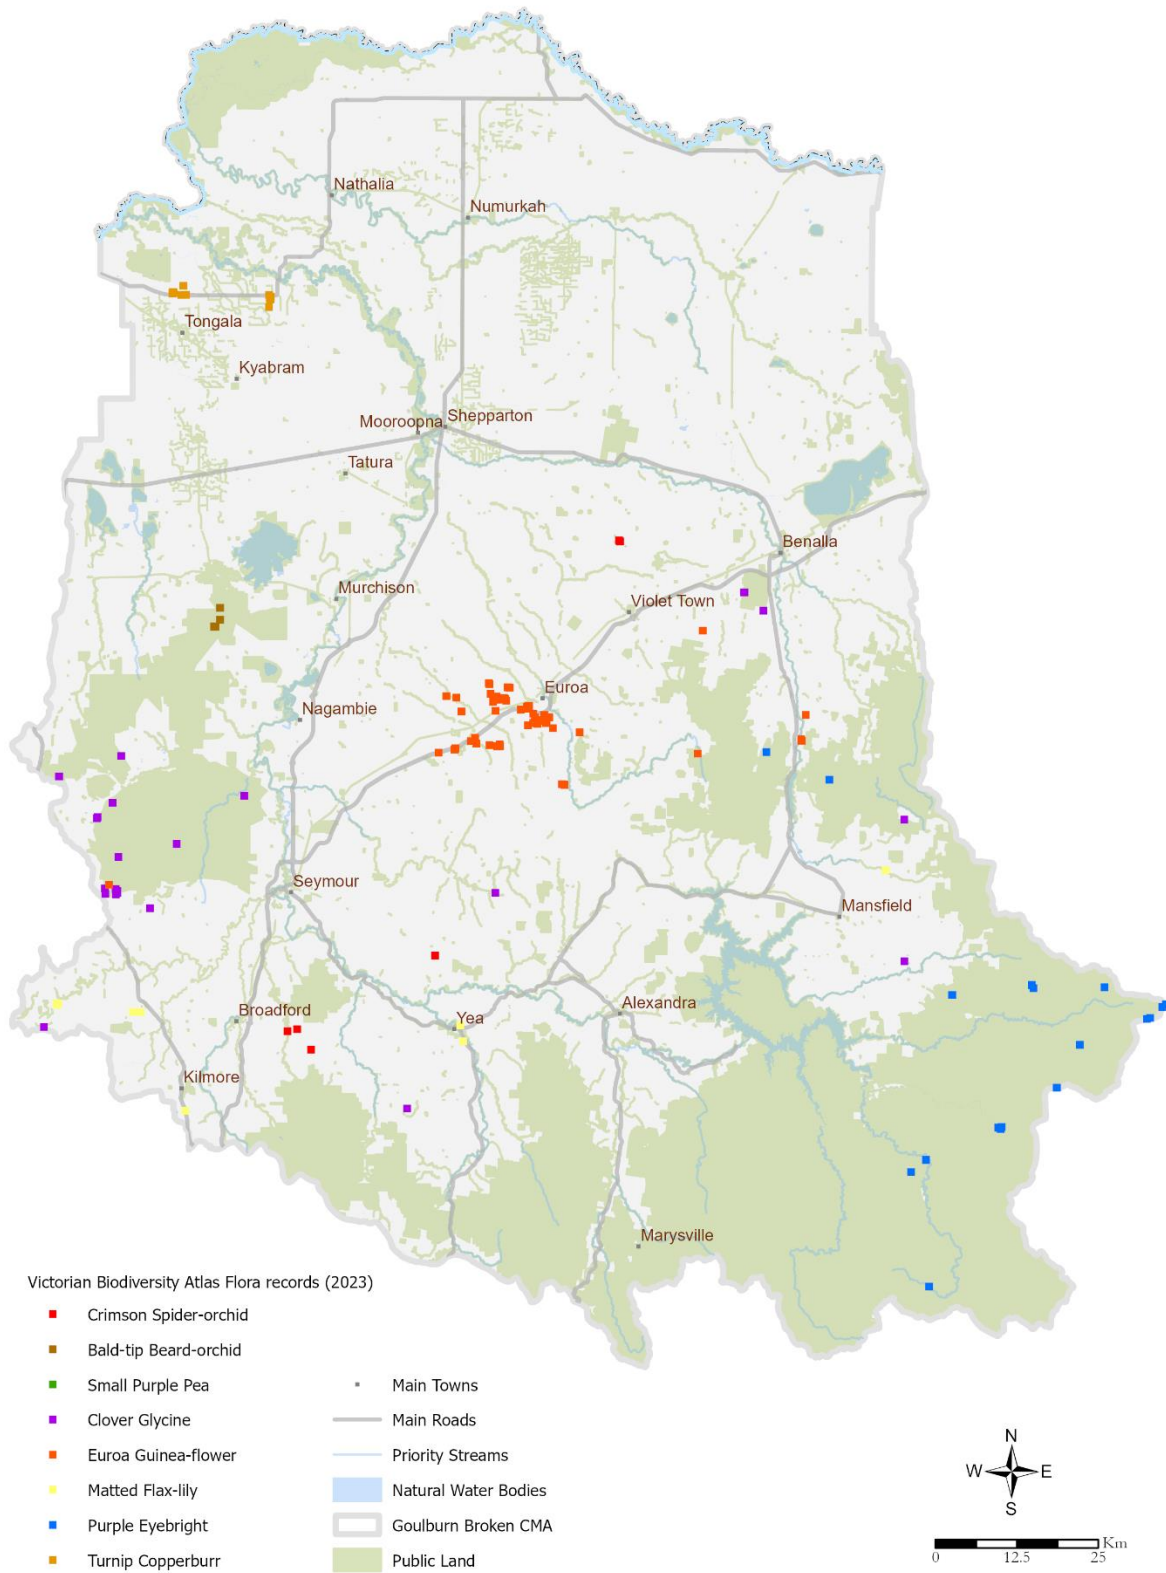 Nathalia
Numurkah
Tongala
Kyabram
Mooroopna
Shepparton
Tatura
Benalla
Murchison
Violet Town
Euroa
Nagambie
Seymour
Mansfield
Broadford
Yea
Alexandra
Kilmore
Marysville
Victorian Biodiversity Atlas Flora records (2023)
Crimson Spider-orchid
Bald-tip Beard-orchid
Small Purple Pea
Clover Glycine
Euroa Guinea-flower
Matted Flax-lily
Purple Eyebright
Turnip Copperburr
Main Towns
Main Roads
Priority Streams
Natural Water Bodies
Goulburn Broken CMA
Public Land
N
W E
S
Km
0 12.5 25